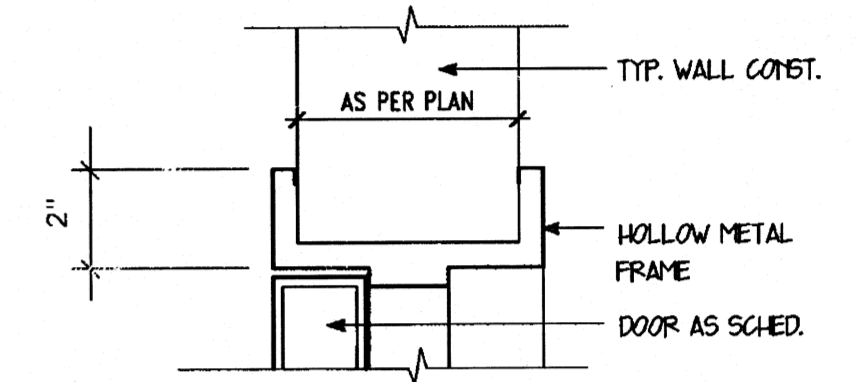 TYP. WALL CONST.
AS PER PLAN
2"
HOLLOW METAL
FRAME
DOOR AS SCHED.